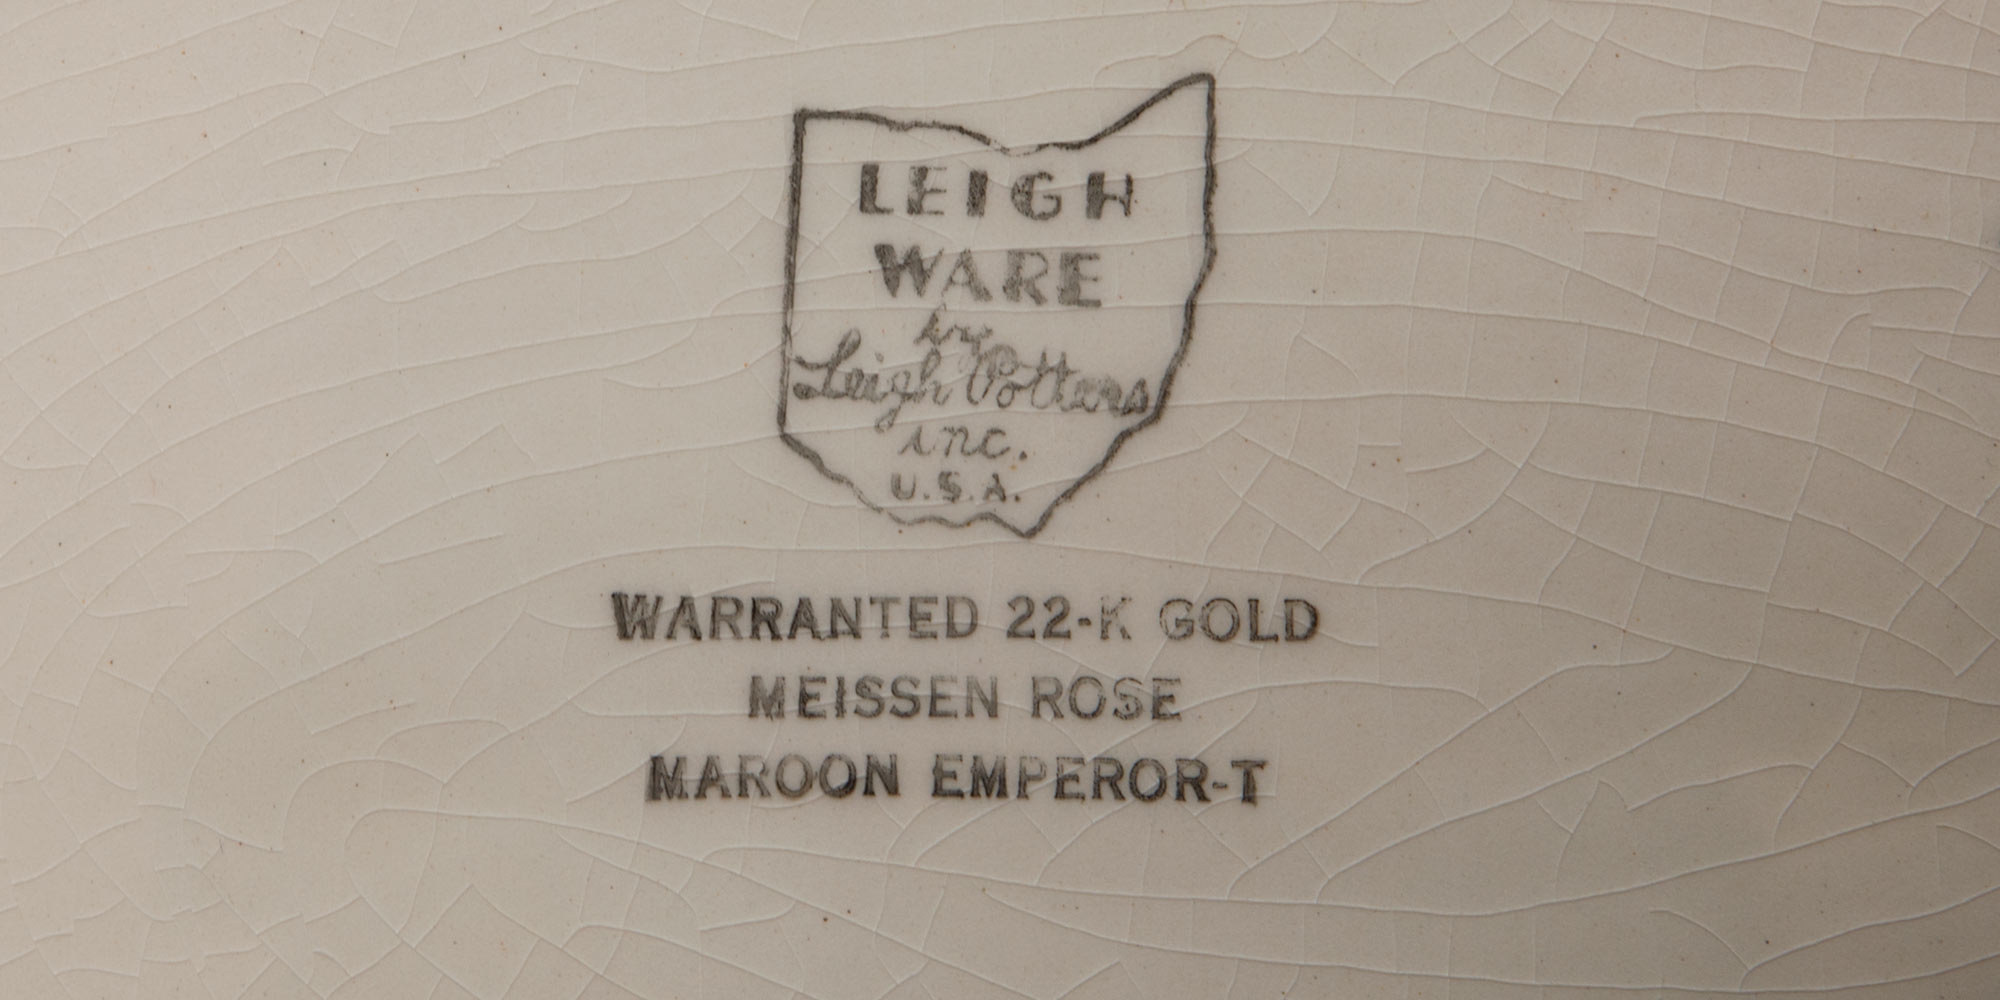 LEIGH
WARE
by
Leigh Potters
inc.
U.S.A.
WARRANTED 22-K GOLD
MEISSEN ROSE
MAROON EMPEROR-T